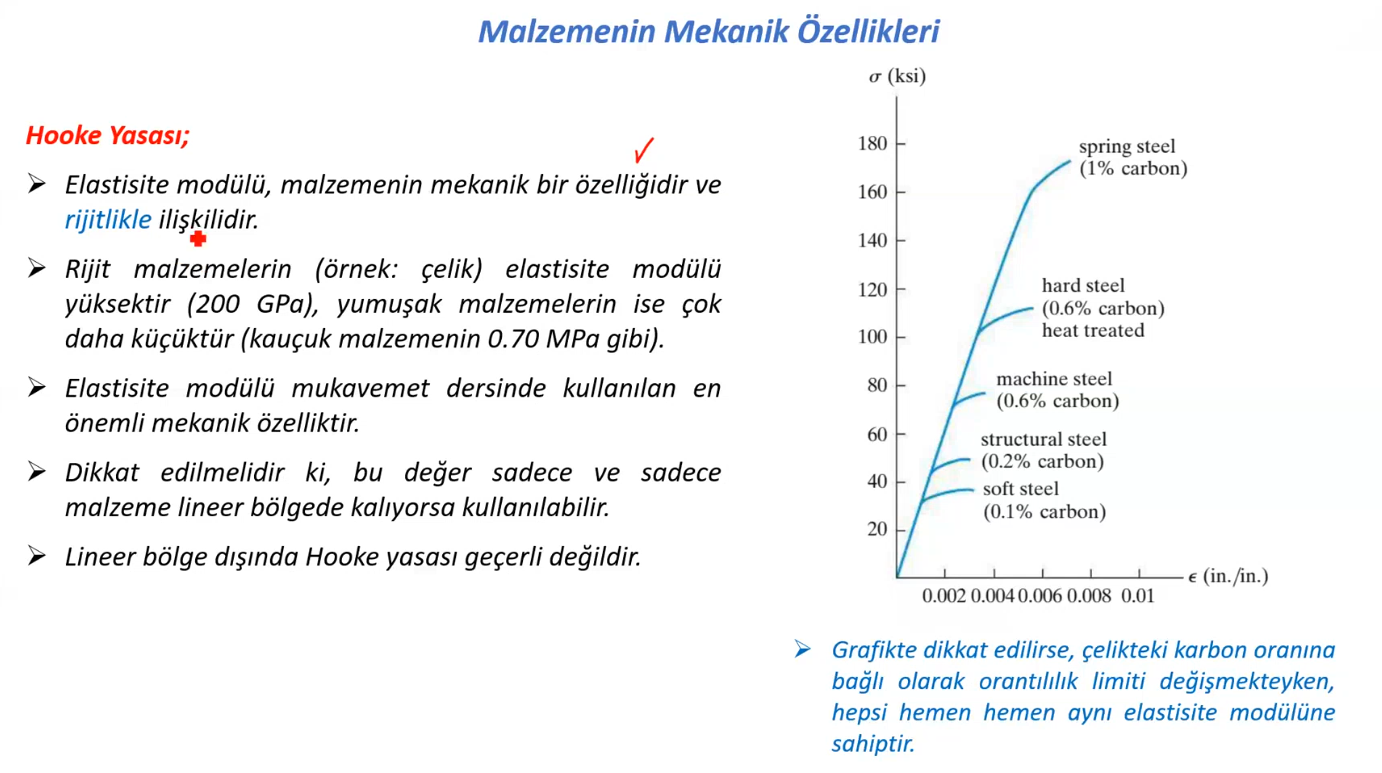 Malzemenin Mekanik Özellikleri
Hooke Yasası;
➢ Elastisite modülü, malzemenin mekanik bir özelliğidir ve
rijitlikle ilişkilidir.
➢ Rijit malzemelerin (örnek: çelik) elastisite modülü
yüksektir (200 GPa), yumuşak malzemelerin ise çok
daha küçüktür (kauçuk malzemenin 0.70 MPa gibi).
➢ Elastisite modülü mukavemet dersinde kullanılan en
önemli mekanik özelliktir.
➢ Dikkat edilmelidir ki, bu değer sadece ve sadece
malzeme lineer bölgede kalıyorsa kullanılabilir.
➢ Lineer bölge dışında Hooke yasası geçerli değildir.
σ (ksi)
180
160
140
120
100
80
60
40
20
spring steel
(1% carbon)
hard steel
(0.6% carbon)
heat treated
machine steel
(0.6% carbon)
structural steel
(0.2% carbon)
soft steel
(0.1% carbon)
ϵ (in./in.)
0.002 0.004 0.006 0.008 0.01
➢ Grafikte dikkat edilirse, çelikteki karbon oranına
bağlı olarak orantılılık limiti değişmekteyken,
hepsi hemen hemen aynı elastisite modülüne
sahiptir.